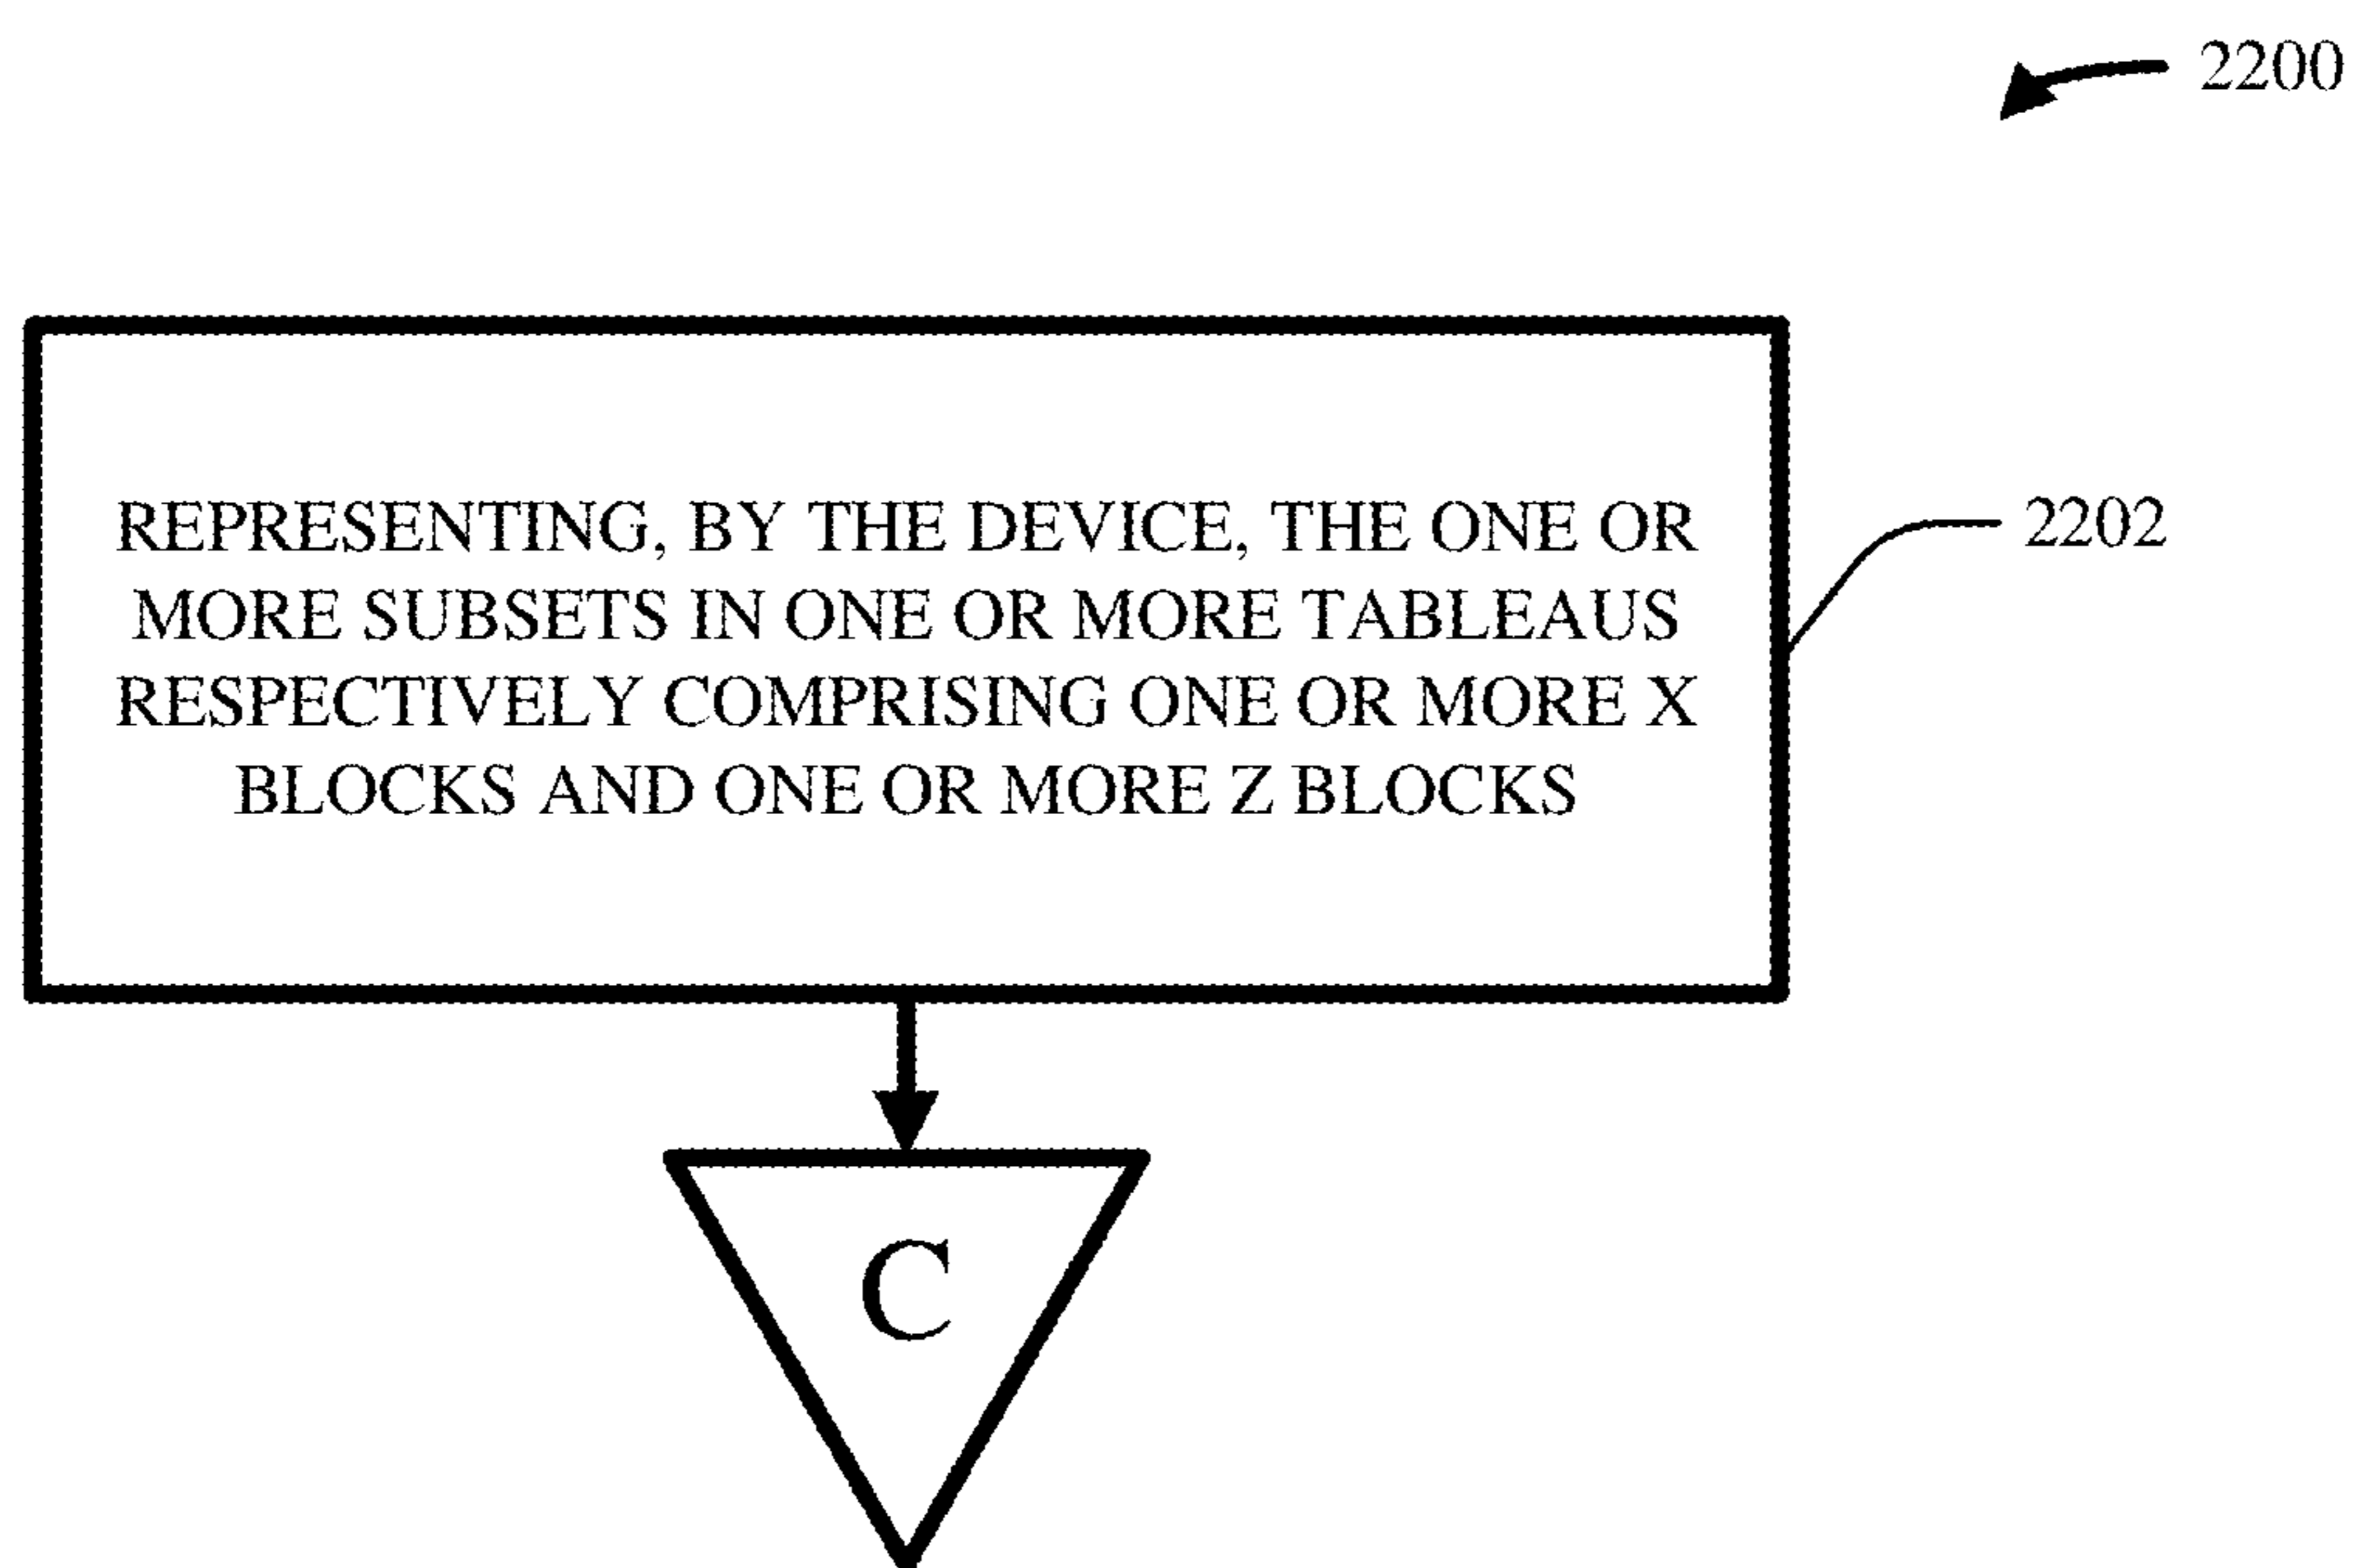 2200
REPRESENTING, BY THE DEVICE, THE ONE OR
MORE SUBSETS IN ONE OR MORE TABLEAUS
RESPECTIVELY COMPRISING ONE OR MORE X
BLOCKS AND ONE OR MORE Z BLOCKS
2202
C